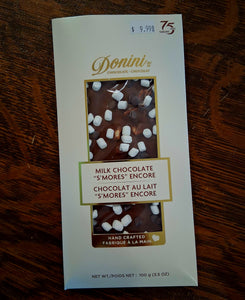 $ 9.99
75
Donini
CHOCOLATE • CHOCOLAT
MILK CHOCOLATE
"S'MORES" ENCORE
CHOCOLAT AU LAIT
"S'MORES" ENCORE
HAND CRAFTED
FABRIQUÉ À LA MAIN
NET WT./POIDS NET : 100 g (3.5 OZ)